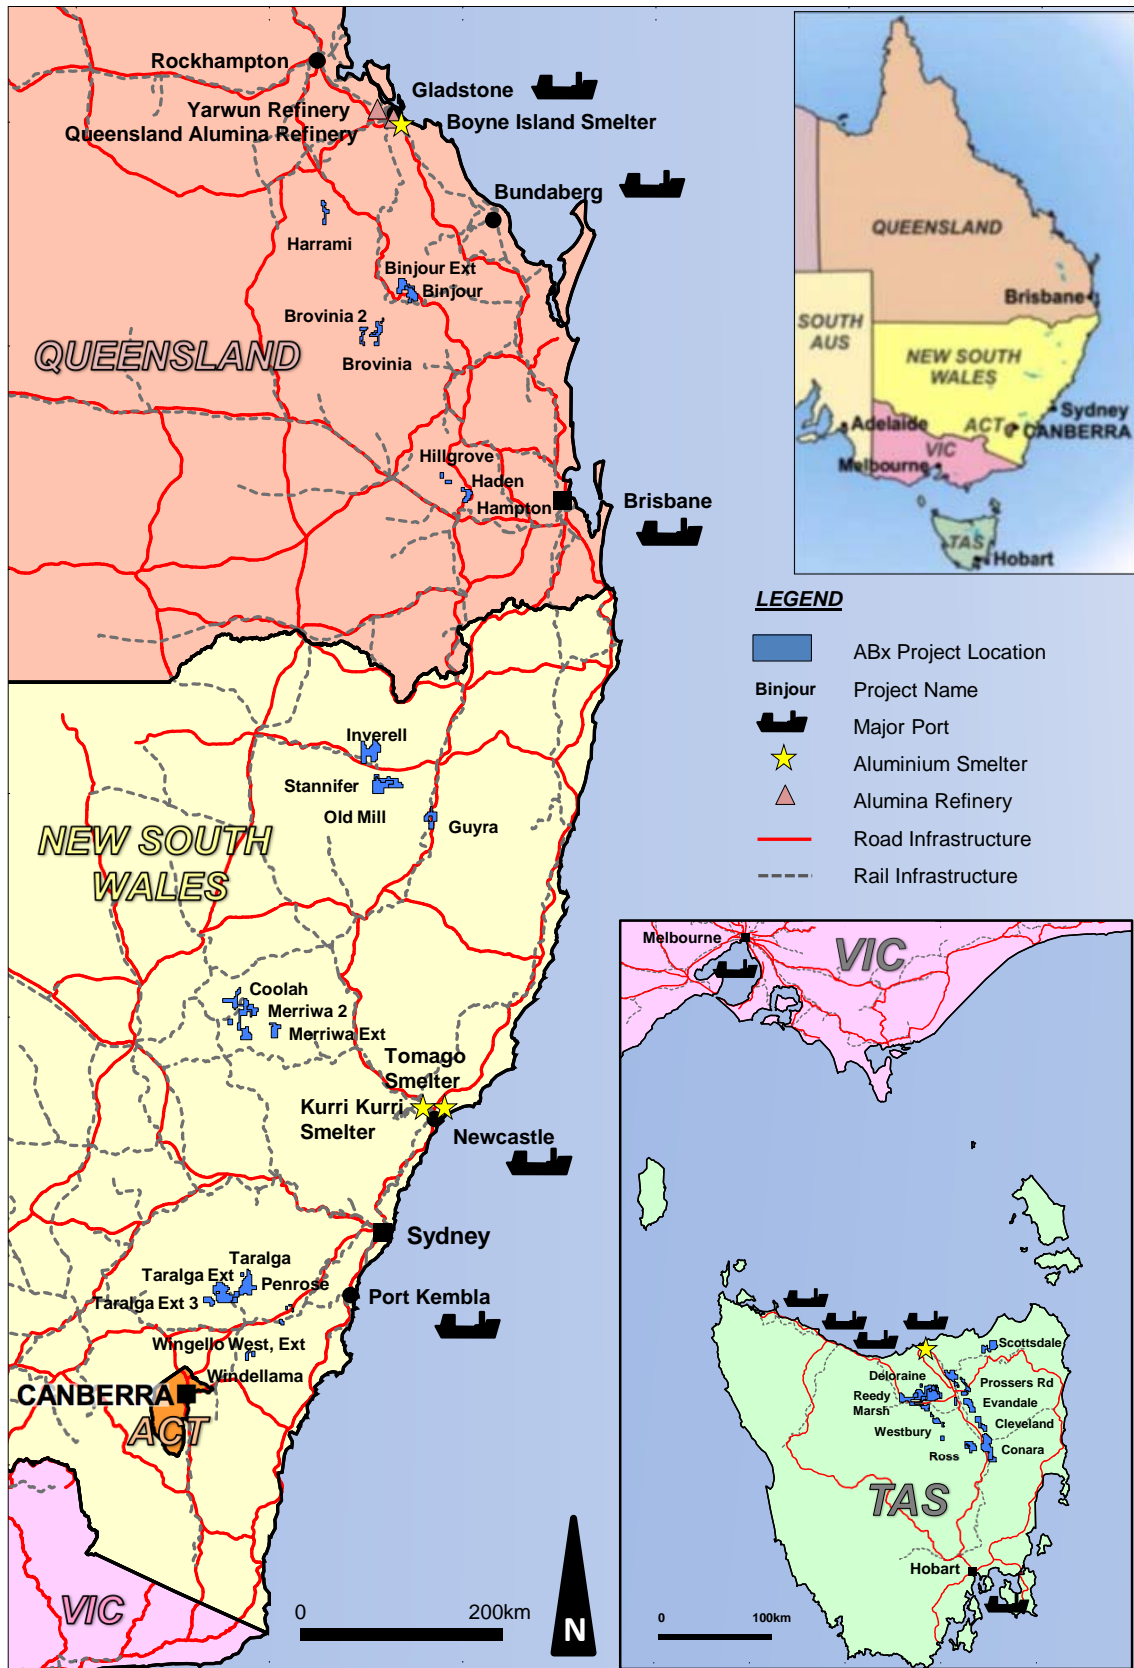 Rockhampton
Gladstone
Yarwun Refinery
Queensland Alumina Refinery
Boyne Island Smelter
Bundaberg
Harrami
Binjour Ext
Binjour
Brovinia 2
QUEENSLAND
Brovinia
Hillgrove
Haden
Hampton
Brisbane
Inverell
Stannifer
Old Mill
Guyra
NEW SOUTH
WALES
Coolah
Merriwa 2
Merriwa Ext
Tomago
Smelter
Kurri Kurri
Smelter
Newcastle
Sydney
Taralga
Taralga Ext
Penrose
Taralga Ext 3
Port Kembla
Wingello West, Ext
Windellama
CANBERRA
ACT
VIC
0
200km
N
QUEENSLAND
Brisbane
SOUTH
AUS
NEW SOUTH
WALES
Sydney
ACT
CANBERRA
Adelaide
VIC
Melbourne
TAS
Hobart
LEGEND
ABx Project Location
Binjour
Project Name
Major Port
Aluminium Smelter
Alumina Refinery
Road Infrastructure
Rail Infrastructure
Melbourne
VIC
Scottsdale
Deloraine
Prossers Rd
Reedy
Marsh
Evandale
Westbury
Cleveland
Ross
Conara
TAS
Hobart
0
100km